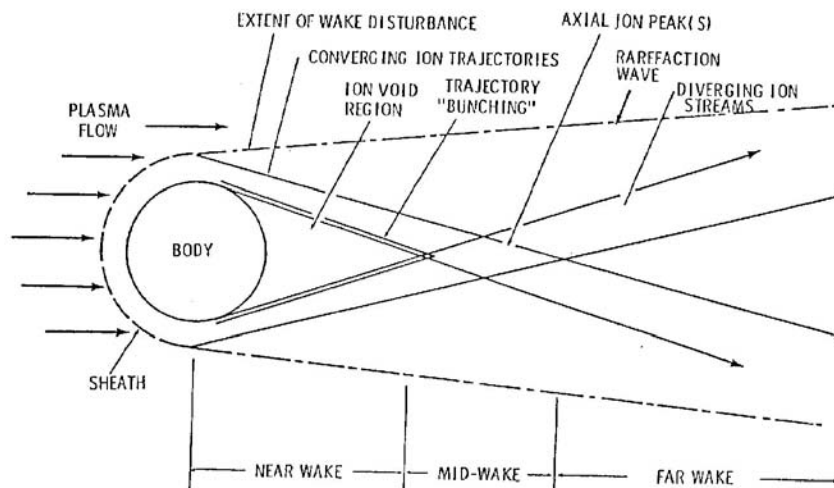 EXTENT OF WAKE DISTURBANCE
AXIAL ION PEAK(S)
CONVERGING ION TRAJECTORIES
RARFFACTION
WAVE
ION VOID
REGION
TRAJECTORY
"BUNCHING"
DIVERGING ION
STREAMS
PLASMA
FLOW
BODY
SHEATH
NEAR WAKE
MID-WAKE
FAR WAKE